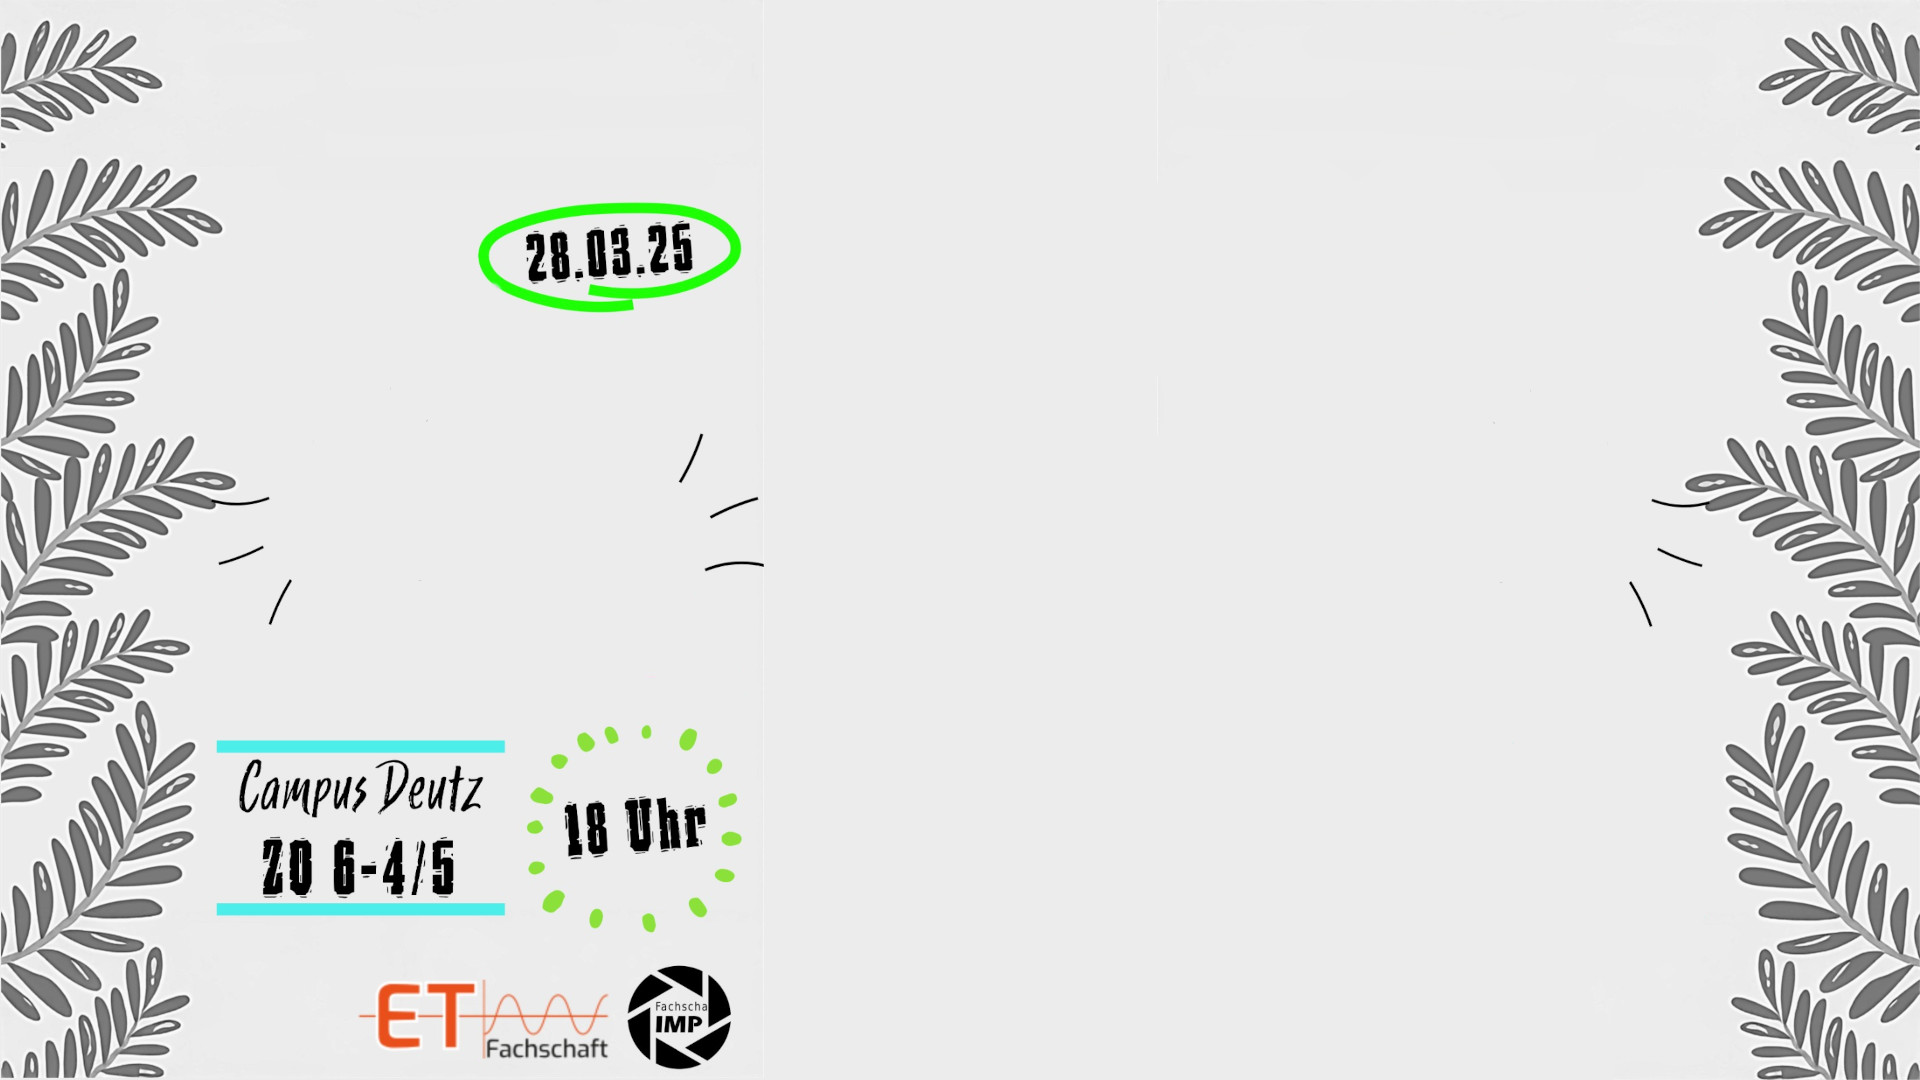 28.03.25
Campus Deutz
ZO 6-4/5
18 Uhr
ET
Fachschaft
Fachscha
IMP